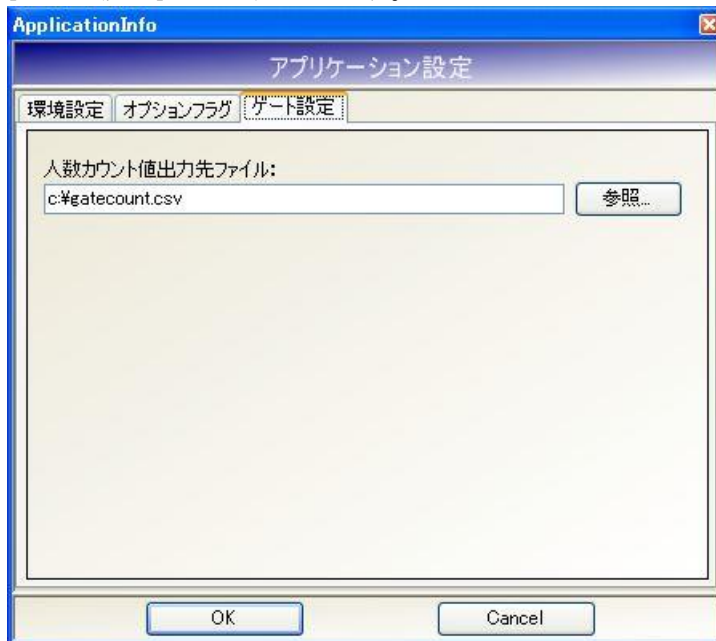 ApplicationInfo
アプリケーション設定
環境設定 オプションフラグ ゲート設定
人数カウント値出力先ファイル:
c:¥gatecount.csv 参照...
OK Cancel